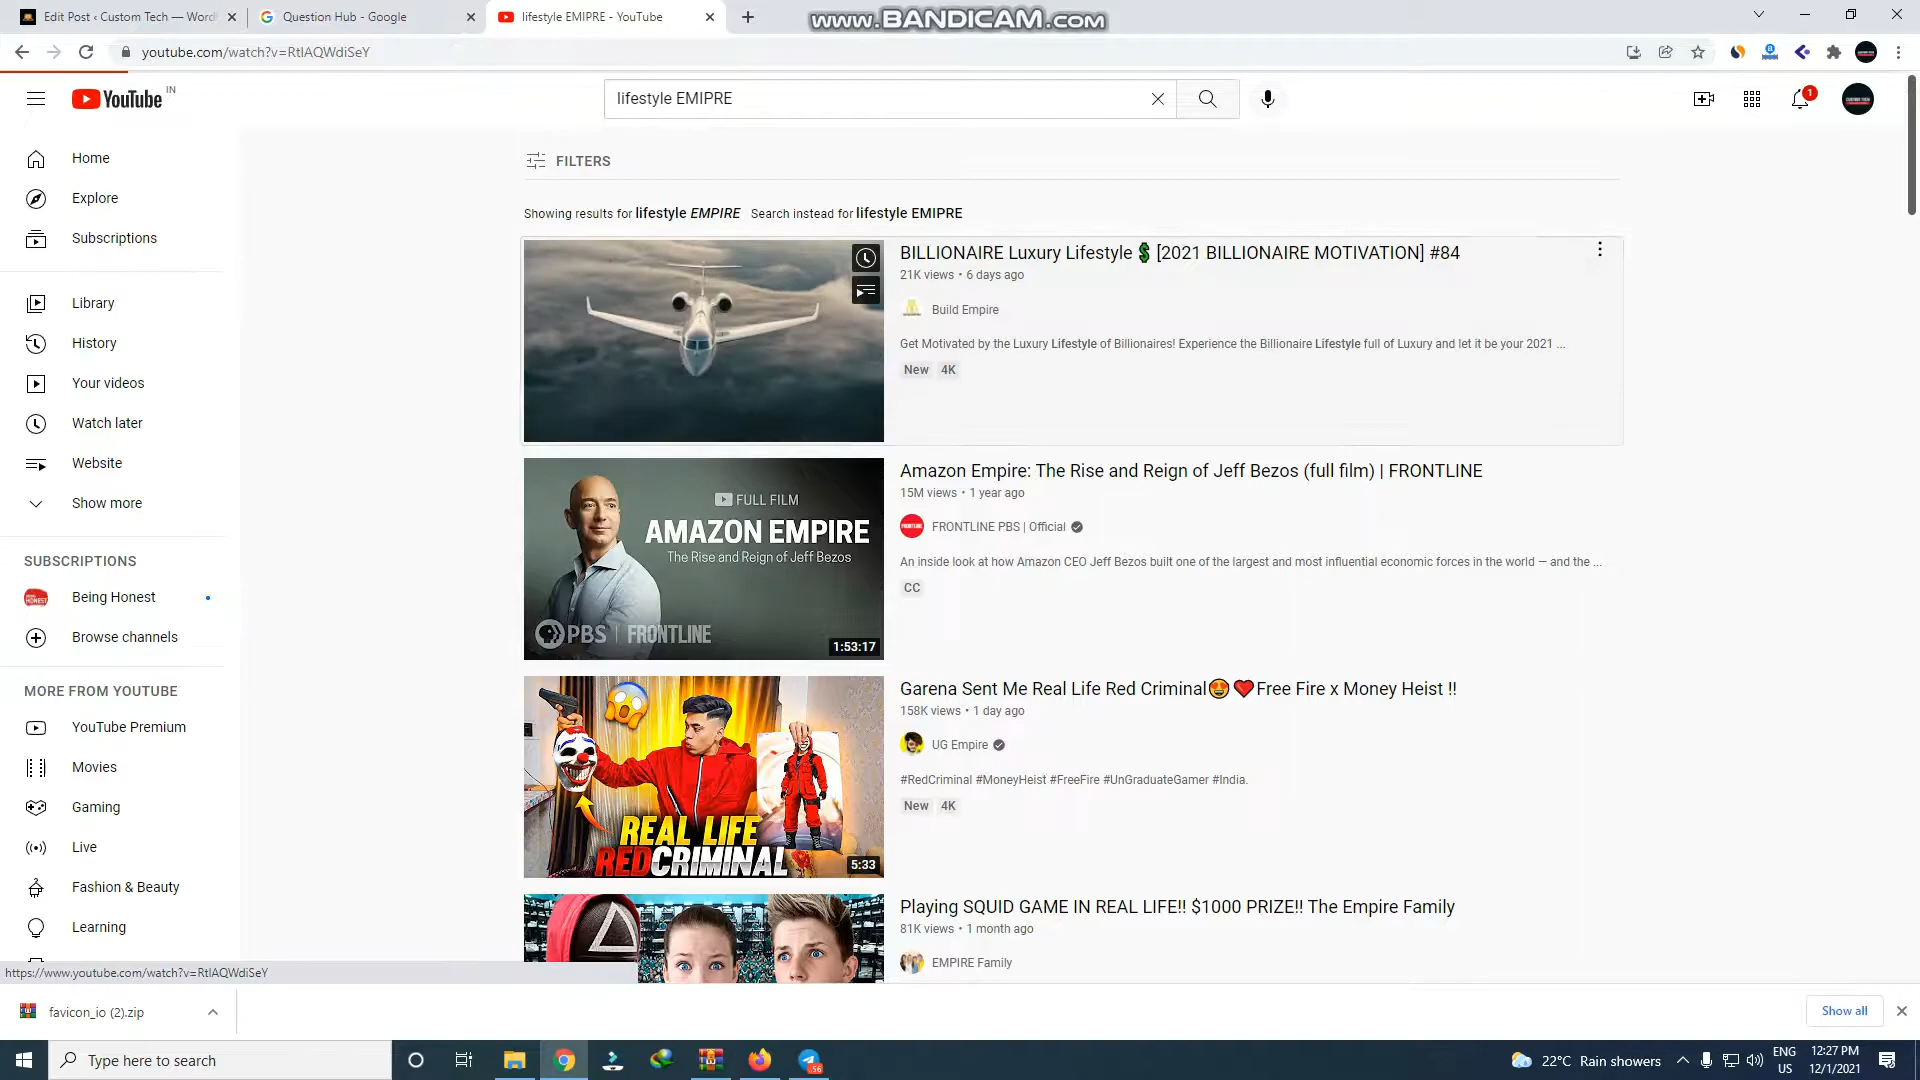 Edit Post ‹ Custom Tech — Word
Question Hub - Google
lifestyle EMIPRE - YouTube
www.BANDICAM.com
youtube.com/watch?v=RtlAQWdiSeY
YouTube IN
lifestyle EMIPRE
1
Home
Explore
Subscriptions
Library
History
Your videos
Watch later
Website
Show more
SUBSCRIPTIONS
Being Honest
Browse channels
MORE FROM YOUTUBE
YouTube Premium
Movies
Gaming
Live
Fashion & Beauty
Learning
FILTERS
Showing results for lifestyle EMPIRE Search instead for lifestyle EMIPRE
BILLIONAIRE Luxury Lifestyle💲[2021 BILLIONAIRE MOTIVATION] #84
21K views • 6 days ago
Build Empire
Get Motivated by the Luxury Lifestyle of Billionaires! Experience the Billionaire Lifestyle full of Luxury and let it be your 2021 ...
New 4K
FULL FILM
AMAZON EMPIRE
The Rise and Reign of Jeff Bezos
PBS | FRONTLINE
1:53:17
Amazon Empire: The Rise and Reign of Jeff Bezos (full film) | FRONTLINE
15M views • 1 year ago
FRONTLINE PBS | Official
An inside look at how Amazon CEO Jeff Bezos built one of the largest and most influential economic forces in the world — and the ...
CC
REAL LIFE
RED CRIMINAL
5:33
Garena Sent Me Real Life Red Criminal😍❤️Free Fire x Money Heist !!
158K views • 1 day ago
UG Empire
#RedCriminal #MoneyHeist #FreeFire #UnGraduateGamer #India.
New 4K
Playing SQUID GAME IN REAL LIFE!! $1000 PRIZE!! The Empire Family
81K views • 1 month ago
EMPIRE Family
https://www.youtube.com/watch?v=RtlAQWdiSeY
favicon_io (2).zip
Show all
Type here to search
56
22°C Rain showers
ENG
US
12:27 PM
12/1/2021